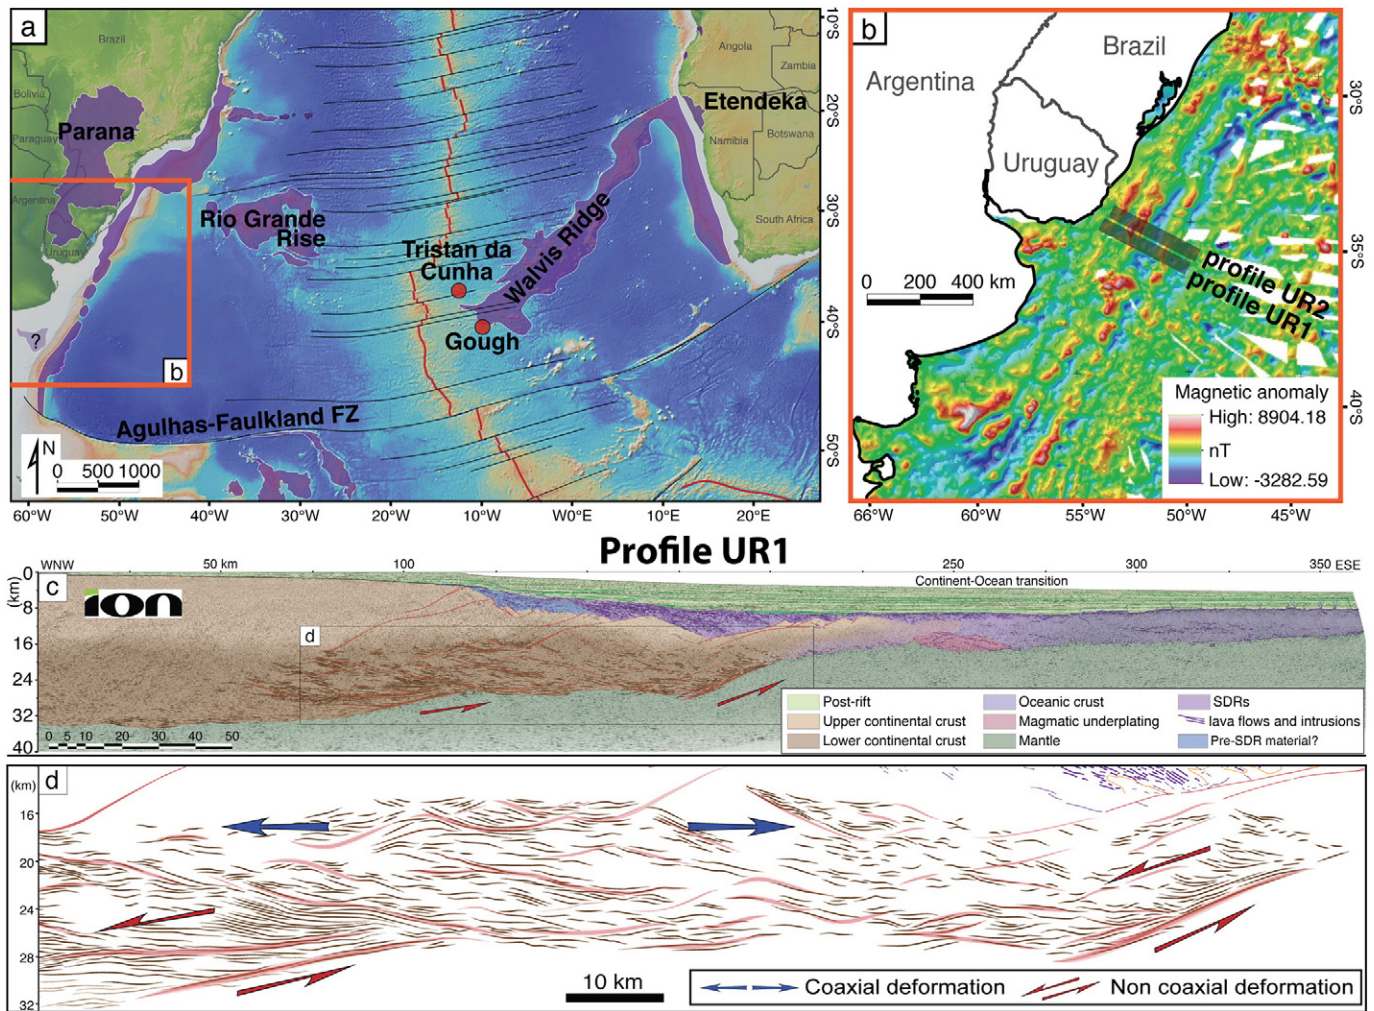 a
Brazil
Bolivia
Parana
Paraguay
Argentina
Uruguay
?
b
Rio Grande
Rise
Tristan da
Cunha
Gough
Walvis Ridge
Agulhas-Faulkland FZ
Angola
Zambia
Etendeka
Namibia
Botswana
South Africa
N
0 500 1000
10°S
20°S
30°S
40°S
50°S
60°W 50°W 40°W 30°W 20°W 10°W W0°E 10°E 20°E
b
Brazil
Argentina
Uruguay
0 200 400 km
profile UR2
profile UR1
Magnetic anomaly
High: 8904.18
nT
Low: -3282.59
30°S
35°S
40°S
66°W 60°W 55°W 50°W 45°W
Profile UR1
WNW 50 km 100 250 300 350 ESE
Continent-Ocean transition
c
ion
d
(km)
0
8
16
24
32
40
0 5 10 20 30 40 50
Post-rift
Upper continental crust
Lower continental crust
Oceanic crust
Magmatic underplating
Mantle
SDRs
lava flows and intrusions
Pre-SDR material?
d
(km)
16
20
24
28
32
10 km
Coaxial deformation
Non coaxial deformation